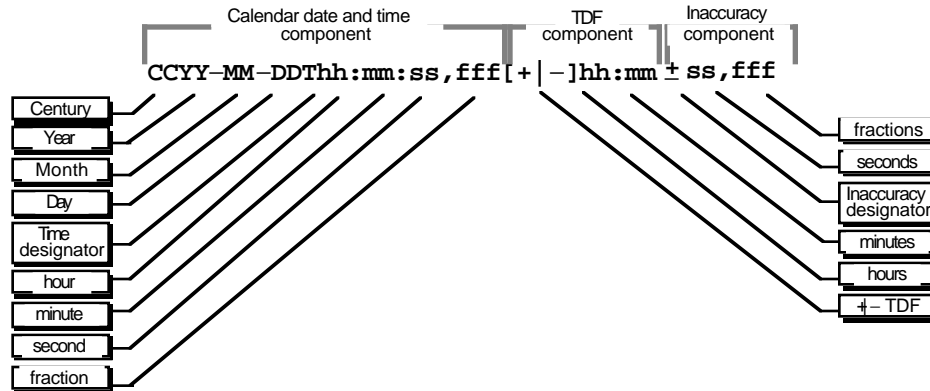 Calendar date and time
component
TDF
component
Inaccuracy
component
CCYY-MM-DDThh:mm:ss,fff[+|-]hh:mm ± ss,fff
Century
Year
Month
Day
Time
designator
hour
minute
second
fraction
fractions
seconds
Inaccuracy
designator
minutes
hours
+|- TDF